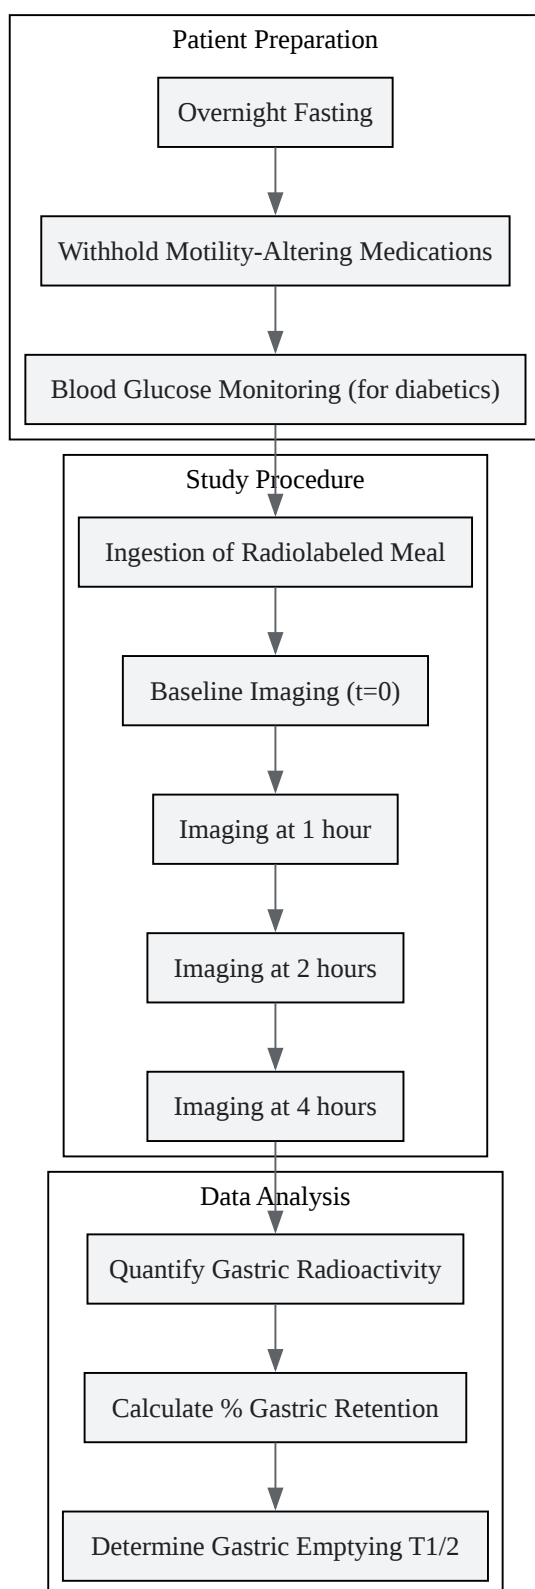 Patient Preparation
Overnight Fasting
Withhold Motility-Altering Medications
Blood Glucose Monitoring (for diabetics)
Study Procedure
Ingestion of Radiolabeled Meal
Baseline Imaging (t=0)
Imaging at 1 hour
Imaging at 2 hours
Imaging at 4 hours
Data Analysis
Quantify Gastric Radioactivity
Calculate % Gastric Retention
Determine Gastric Emptying T1/2